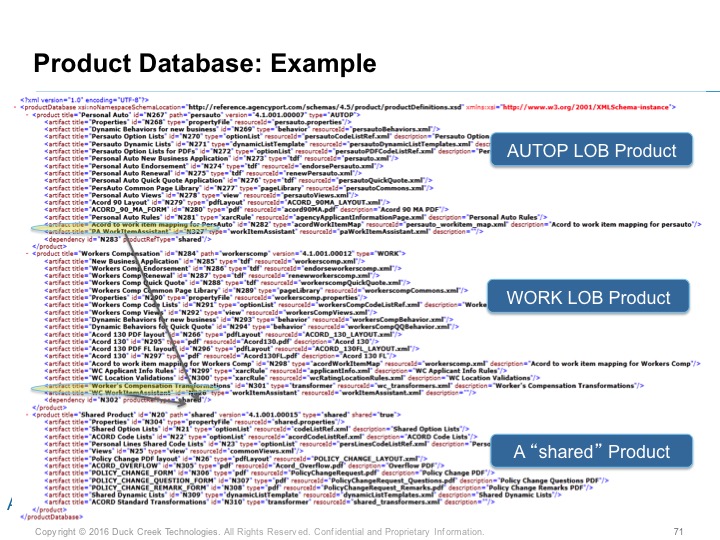 Product Database: Example
<?xml version="1.0" encoding="UTF-8"?>
- <productDatabase xsi:noNamespaceSchemaLocation="http://reference.agencyport.com/schemas/4.5/product/productDefinitions.xsd" xmlns:xsi="http://www.w3.org/2001/XMLSchema-instance">
- <product title="Personal Auto" id="N267" path="persauto" version="4.1.001.00007" type="AUTOP">
<artifact title="Properties" id="N268" type="propertyFile" resourceId="persauto.properties"/>
<artifact title="Dynamic Behaviors for new business" id="N269" type="behavior" resourceId="persautoBehaviors.xml"/>
<artifact title="Persauto Option Lists" id="N270" type="optionList" resourceId="persautoCodeListRef.xml" description="Persauto Option
<artifact title="Persauto Dynamic Lists" id="N271" type="dynamicListTemplate" resourceId="persautoDynamicListTemplates.xml"
<artifact title="Persauto Option Lists for PDFs" id="N272" type="optionList" resourceId="persautoPDFCodeListRef.xml" description="Per
<artifact title="Personal Auto New Business Application" id="N273" type="tdf" resourceId="persauto.xml"/>
<artifact title="Personal Auto Endorsement" id="N274" type="tdf" resourceId="endorsePersauto.xml"/>
<artifact title="Personal Auto Renewal" id="N275" type="tdf" resourceId="renewPersauto.xml"/>
<artifact title="Personal Auto Quick Quote Application" id="N276" type="tdf" resourceId="persautoQuickQuote.xml"/>
<artifact title="PersAuto Common Page Library" id="N277" type="pageLibrary" resourceId="persautoCommons.xml"/>
<artifact title="Personal Auto Views" id="N278" type="view" resourceId="persautoViews.xml"/>
<artifact title="Acord 90 Layout" id="N279" type="pdfLayout" resourceId="ACORD_90MA_LAYOUT.xml"/>
<artifact title="ACORD_90_MA_FORM" id="N280" type="pdf" resourceId="acord90MA.pdf" description="Acord 90 MA PDF"/>
<artifact title="Personal Auto Rules" id="N281" type="xarcRule" resourceId="agencyApplicantInformationPage.xml" description="Personal Auto Rules"/>
<artifact title="Acord to work item mapping for PersAuto" id="N282" type="acordWorkItemMap" resourceId="persauto_workitem_map.xml" description="Acord to work item mapping for persauto"/>
<artifact title="PA WorkItemAssistant" id="N327" type="workItemAssistant" resourceId="paWorkItemAssistant.xml" description=""/>
<dependency id="N283" productRefType="shared"/>
</product>
- <product title="Workers Compensation" id="N284" path="workerscomp" version="4.1.001.00012" type="WORK">
<artifact title="New Business Application" id="N285" type="tdf" resourceId="workerscomp.xml"/>
<artifact title="Workers Comp Endorsement" id="N286" type="tdf" resourceId="endorseworkerscomp.xml"/>
<artifact title="Workers Comp Renewal" id="N287" type="tdf" resourceId="renewworkerscomp.xml"/>
<artifact title="Workers Comp Quick Quote" id="N288" type="tdf" resourceId="workerscompQuickQuote.xml"/>
<artifact title="Workers Comp Common Page Library" id="N289" type="pageLibrary" resourceId="workerscompCommons.xml"/>
<artifact title="Properties" id="N290" type="propertyFile" resourceId="workerscomp.properties"/>
<artifact title="Workers Comp Code Lists" id="N291" type="optionList" resourceId="workersCompCodeListRef.xml" description="Worke
<artifact title="Workers Comp Views" id="N292" type="view" resourceId="workersCompViews.xml"/>
<artifact title="Dynamic Behaviors for new business" id="N293" type="behavior" resourceId="workersCompBehavior.xml"/>
<artifact title="Dynamic Behaviors for Quick Quote" id="N294" type="behavior" resourceId="workersCompQQBehavior.xml"/>
<artifact title="Acord 130 PDF layout" id="N266" type="pdfLayout" resourceId="ACORD_130_LAYOUT.xml"/>
<artifact title="Acord 130" id="N295" type="pdf" resourceId="Acord130.pdf" description="Acord 130"/>
<artifact title="Acord 130 PDF FL layout" id="N296" type="pdfLayout" resourceId="ACORD_130FL_LAYOUT.xml"/>
<artifact title="Acord 130" id="N297" type="pdf" resourceId="Acord130FL.pdf" description="Acord 130 FL"/>
<artifact title="Acord to work item mapping for Workers Comp" id="N298" type="acordWorkItemMap" resourceId="workerscomp.xml" description="Acord to work item mapping for Workers Comp"/>
<artifact title="WC Applicant Info Rules" id="N299" type="xarcRule" resourceId="applicantInfo.xml" description="WC Applicant Info Rules"/>
<artifact title="WC Location Validations" id="N300" type="xarcRule" resourceId="wcRatingLocationRules.xml" description="WC Location Validations"/>
<artifact title="Worker's Compensation Transformations" id="N301" type="transformer" resourceId="wc_transformers.xml" description="Worker's Compensation Transformations"/>
<artifact title="WC WorkItemAssistant" type="workItemAssistant" resourceId="wcWorkItemAssistant.xml" description=""/>
<dependency id="N302" productRefType="shared"/>
</product>
- <product title="Shared Product" id="N20" path="shared" version="4.1.001.00015" type="shared" shared="true">
<artifact title="Properties" id="N304" type="propertyFile" resourceId="shared.properties"/>
<artifact title="Shared Option Lists" id="N21" type="optionList" resourceId="codeListRef.xml" description="Shared Option Lists"/>
<artifact title="ACORD Code Lists" id="N22" type="optionList" resourceId="acordCodeListRef.xml" description="ACORD Code Lists"/>
<artifact title="Personal Lines Shared Code Lists" id="N23" type="optionList" resourceId="persCodeListRef.xml" description="Perso
<artifact title="Views" id="N25" type="view" resourceId="commonViews.xml"/>
<artifact title="Policy Change PDF layout" id="N26" type="pdfLayout" resourceId="POLICY_CHANGE_LAYOUT.xml"/>
<artifact title="ACORD_OVERFLOW" id="N305" type="pdf" resourceId="Acord_Overflow.pdf" description="Overflow PDF"/>
<artifact title="POLICY_CHANGE_FORM" id="N306" type="pdf" resourceId="PolicyChangeRequest.pdf" description="Policy Change PDF"/>
<artifact title="POLICY_CHANGE_QUESTION_FORM" id="N307" type="pdf" resourceId="PolicyChangeRequest_Questions.pdf" description="Policy Change Questions PDF"/>
<artifact title="POLICY_CHANGE_REMARK_FORM" id="N308" type="pdf" resourceId="PolicyChangeRequest_Remarks.pdf" description="Policy Change Remarks PDF"/>
<artifact title="Shared Dynamic Lists" id="N309" type="dynamicListTemplate" resourceId="dynamicListTemplates.xml" description="Shared Dynamic Lists"/>
<artifact title="ACORD Standard Transformations" id="N310" type="transformer" resourceId="shared_transformers.xml" description=""/>
</product>
</productDatabase>
AUTOP LOB Product
WORK LOB Product
A “shared” Product
Copyright © 2016 Duck Creek Technologies. All Rights Reserved. Confidential and Proprietary Information.
71